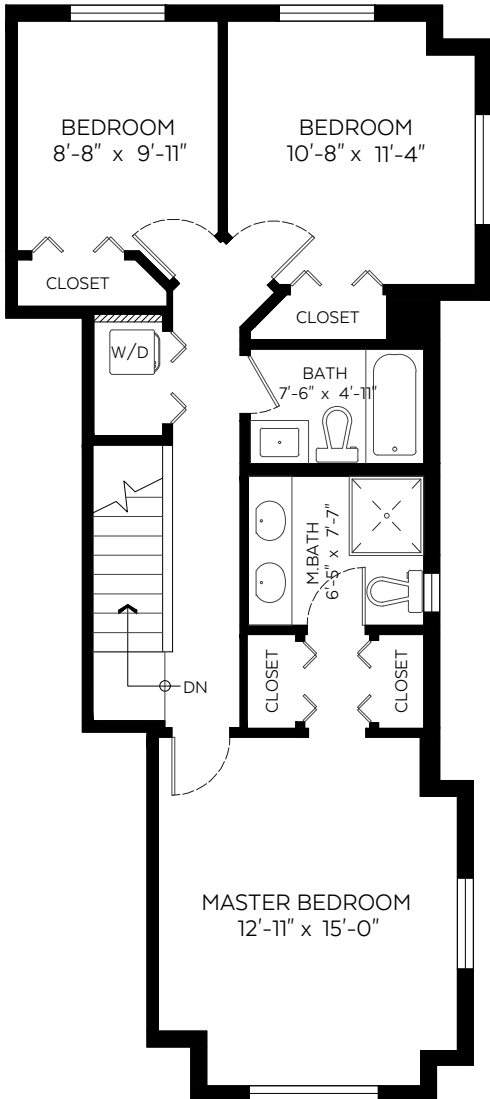 BEDROOM
8'-8" x 9'-11"
BEDROOM
10'-8" x 11'-4"
CLOSET
CLOSET
W/D
BATH
7'-6" x 4'-11"
M.BATH
6'-5" x 7'-7"
DN
CLOSET
CLOSET
MASTER BEDROOM
12'-11" x 15'-0"